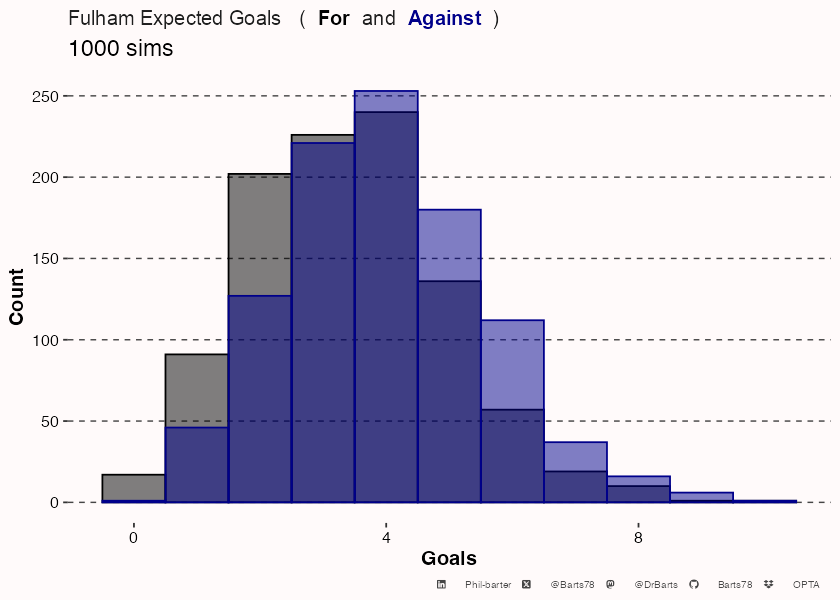 Fulham Expected Goals ( For and Against )
1000 sims
250
200
150
100
50
0
Count
0 4 8
Goals
Phil-barter @Barts78 @DrBarts Barts78 OPTA